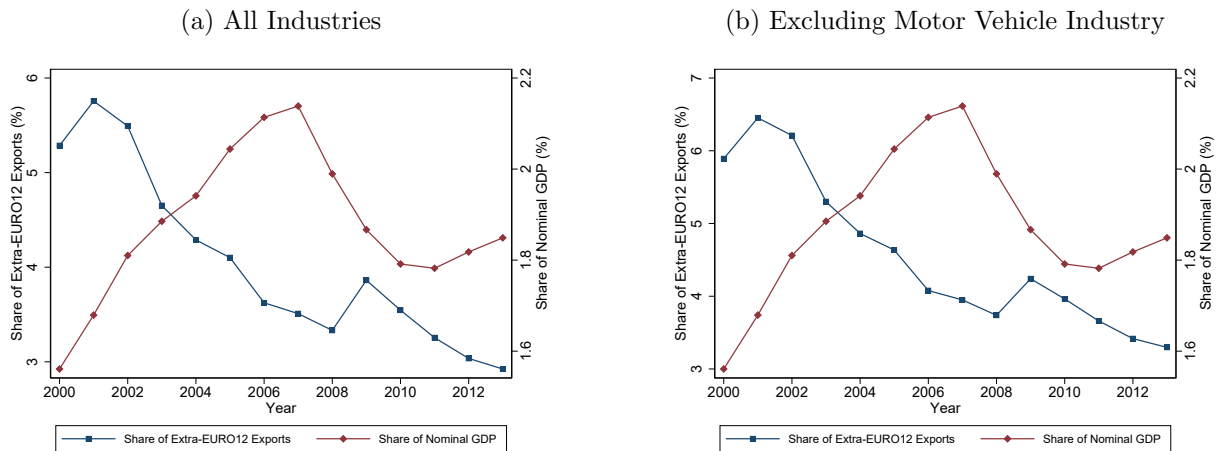 (a) All Industries
Share of Extra-EURO12 Exports (%)
6
5
4
3
2.2
2
1.8
1.6
Share of Nominal GDP (%)
2000 2002 2004 2006 2008 2010 2012
Year
Share of Extra-EURO12 Exports Share of Nominal GDP
(b) Excluding Motor Vehicle Industry
Share of Extra-EURO12 Exports (%)
7
6
5
4
3
2.2
2
1.8
1.6
Share of Nominal GDP (%)
2000 2002 2004 2006 2008 2010 2012
Year
Share of Extra-EURO12 Exports Share of Nominal GDP